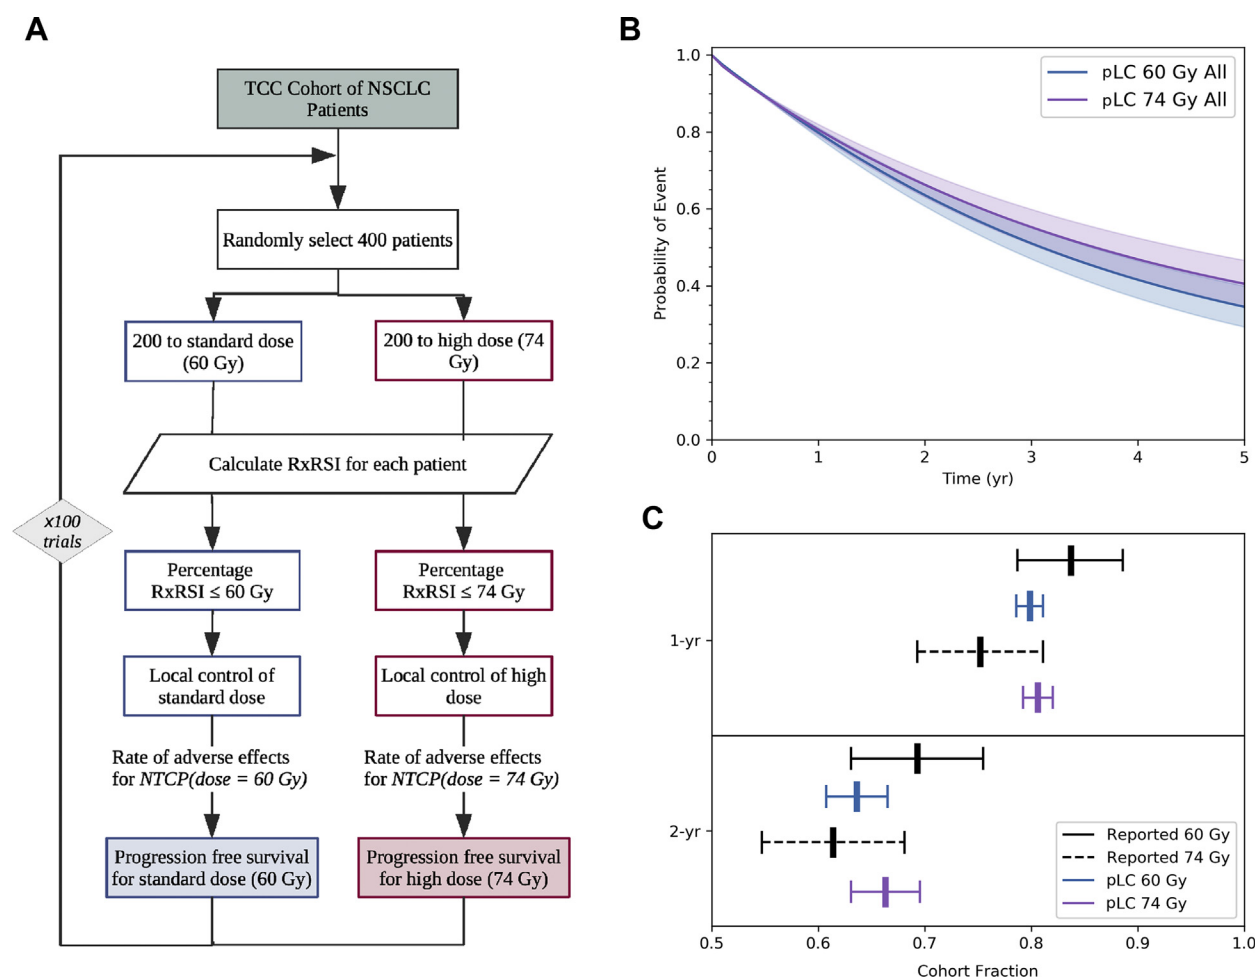 A
TCC Cohort of NSCLC
Patients
Randomly select 400 patients
200 to standard dose
(60 Gy)
200 to high dose (74
Gy)
Calculate RxRSI for each patient
x100
trials
Percentage
RxRSI ≤ 60 Gy
Percentage
RxRSI ≤ 74 Gy
Local control of
standard dose
Local control of high
dose
Rate of adverse effects
for NTCP(dose = 60 Gy)
Rate of adverse effects
for NTCP(dose = 74 Gy)
Progression free survival
for standard dose (60 Gy)
Progression free survival
for high dose (74 Gy)
B
1.0
0.8
0.6
0.4
0.2
0.0
Probability of Event
pLC 60 Gy All
pLC 74 Gy All
0 1 2 3 4 5
Time (yr)
C
1-yr
2-yr
Reported 60 Gy
Reported 74 Gy
pLC 60 Gy
pLC 74 Gy
0.5 0.6 0.7 0.8 0.9 1.0
Cohort Fraction